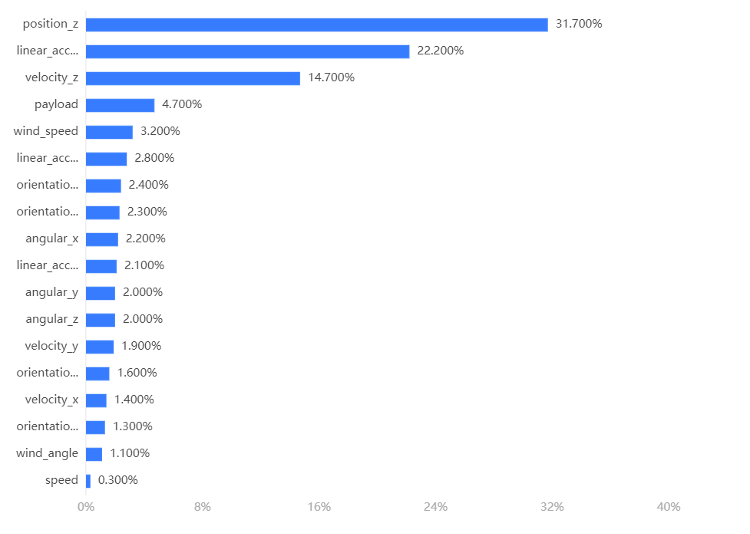 position_z 31.700%
linear_acc... 22.200%
velocity_z 14.700%
payload 4.700%
wind_speed 3.200%
linear_acc... 2.800%
orientatio... 2.400%
orientatio... 2.300%
angular_x 2.200%
linear_acc... 2.100%
angular_y 2.000%
angular_z 2.000%
velocity_y 1.900%
orientatio... 1.600%
velocity_x 1.400%
orientatio... 1.300%
wind_angle 1.100%
speed 0.300%
0% 8% 16% 24% 32% 40%